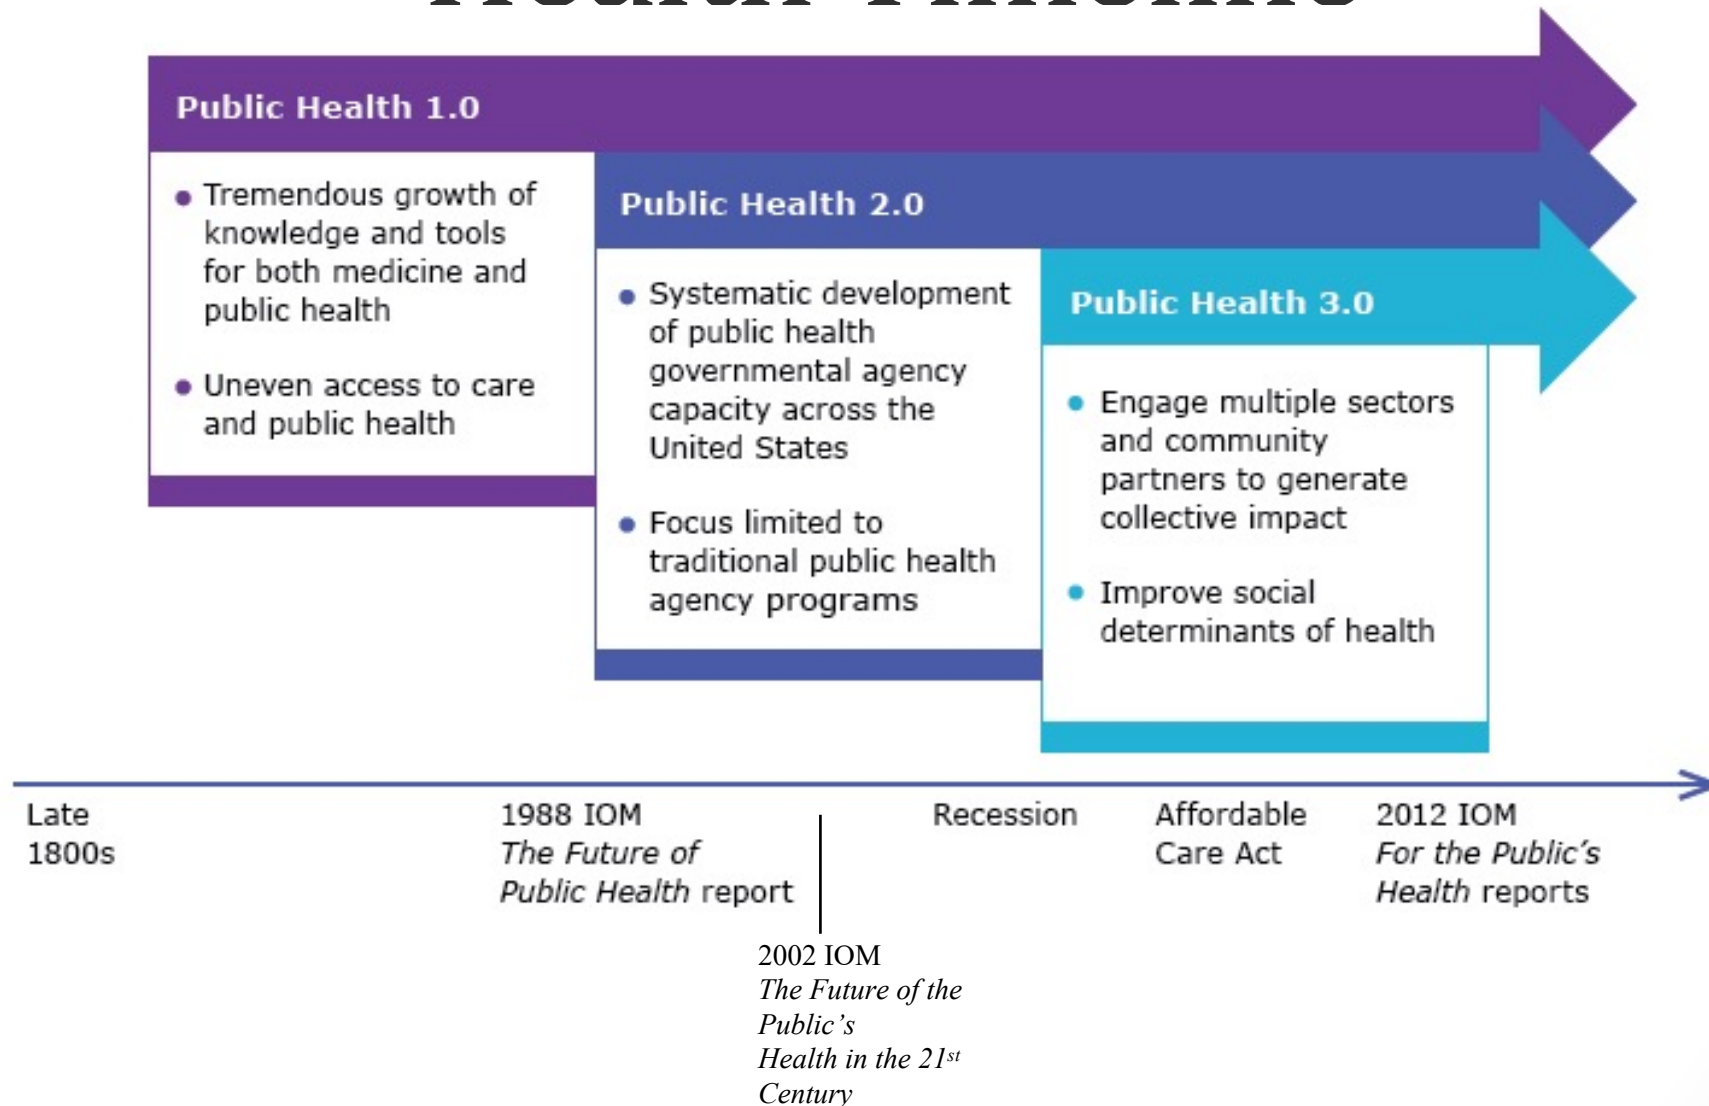 Public Health 1.0
Tremendous growth of
knowledge and tools
for both medicine and
public health
Uneven access to care
and public health
Public Health 2.0
Systematic development
of public health
governmental agency
capacity across the
United States
Focus limited to
traditional public health
agency programs
Public Health 3.0
Engage multiple sectors
and community
partners to generate
collective impact
Improve social
determinants of health
Late
1800s
1988 IOM
The Future of
Public Health report
2002 IOM
The Future of the
Public’s
Health in the 21st
Century
Recession
Affordable
Care Act
2012 IOM
For the Public’s
Health reports